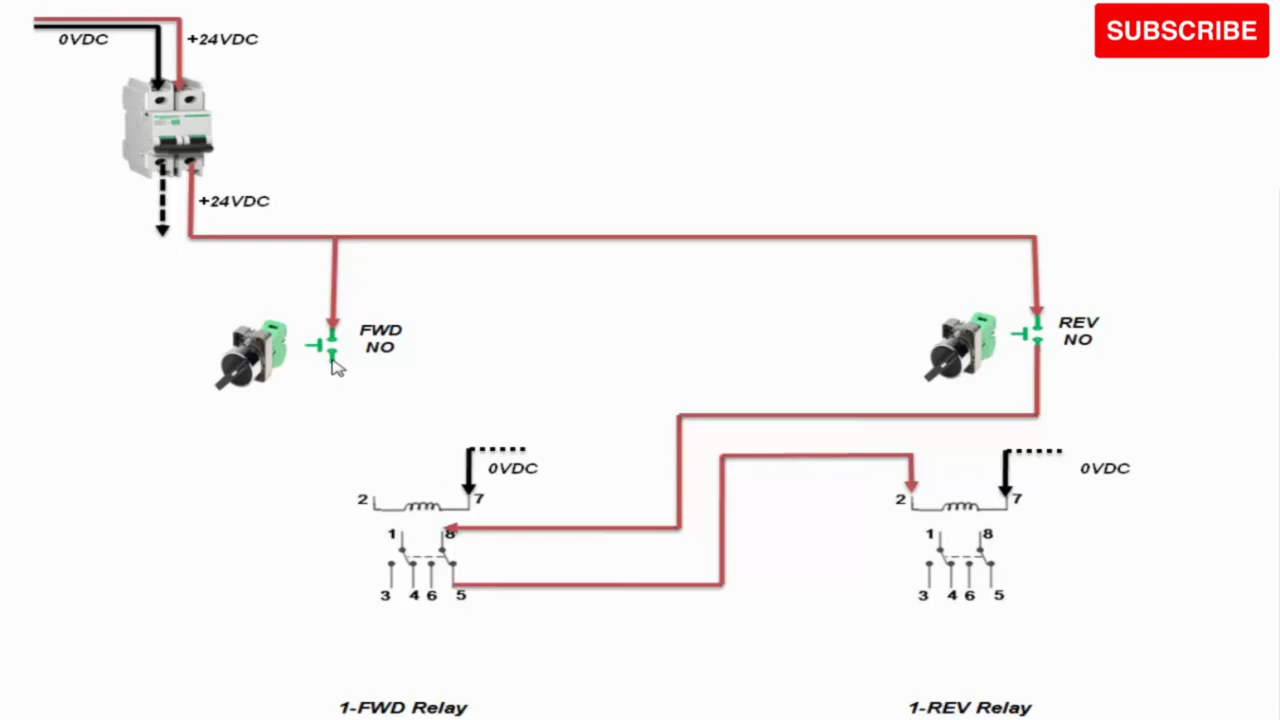 SUBSCRIBE
0VDC
+24VDC
+24VDC
FWD
NO
REV
NO
0VDC
0VDC
2
7
2
7
1
8
1
8
3 4 6 5
3 4 6 5
1-FWD Relay
1-REV Relay